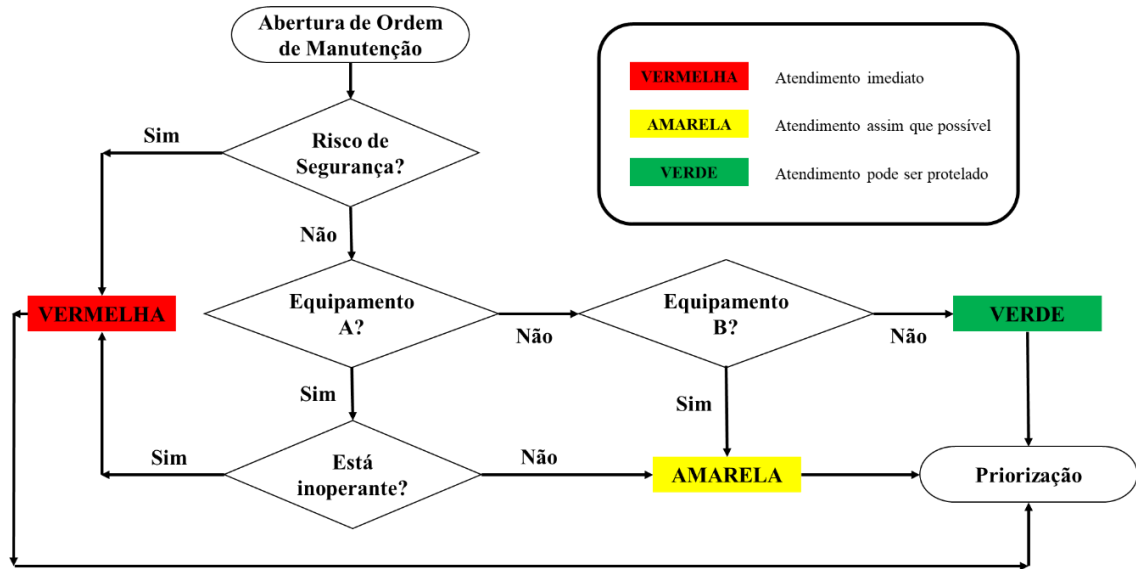 Abertura de Ordem
de Manutenção
VERMELHA Atendimento imediato
AMARELA Atendimento assim que possível
VERDE Atendimento pode ser protelado
Sim
Risco de
Segurança?
Não
VERMELHA
Equipamento
A?
Não
Equipamento
B?
Não
VERDE
Sim
Sim
Sim
Está
inoperante?
Não
AMARELA
Priorização